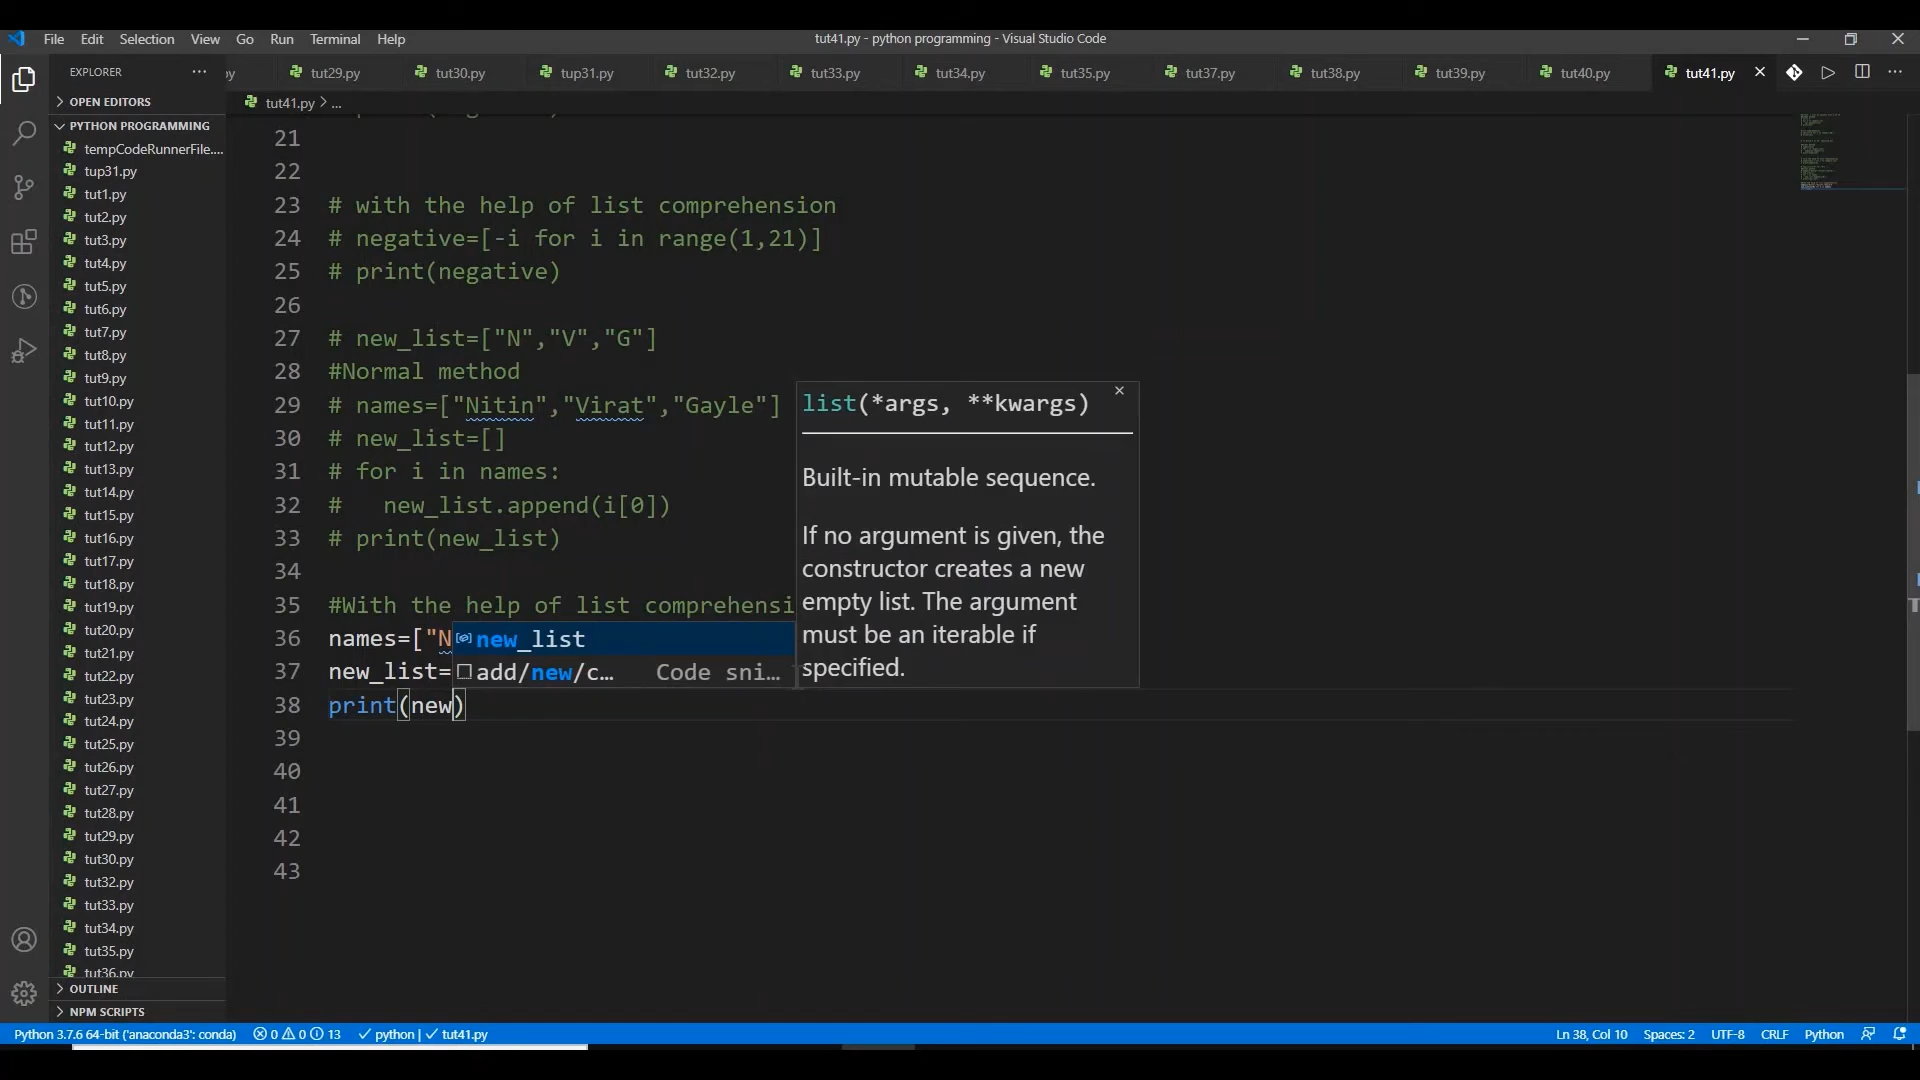 File Edit Selection View Go Run Terminal Help
tut41.py - python programming - Visual Studio Code
EXPLORER ...
py tut29.py tut30.py tup31.py tut32.py tut33.py tut34.py tut35.py tut37.py tut38.py tut39.py tut40.py tut41.py
OPEN EDITORS
tut41.py > ...
PYTHON PROGRAMMING
tempCodeRunnerFile....
tup31.py
tut1.py
tut2.py
tut3.py
tut4.py
tut5.py
tut6.py
tut7.py
tut8.py
tut9.py
tut10.py
tut11.py
tut12.py
tut13.py
tut14.py
tut15.py
tut16.py
tut17.py
tut18.py
tut19.py
tut20.py
tut21.py
tut22.py
tut23.py
tut24.py
tut25.py
tut26.py
tut27.py
tut28.py
tut29.py
tut30.py
tut32.py
tut33.py
tut34.py
tut35.py
tut36.py
OUTLINE
NPM SCRIPTS
21
22
23 # with the help of list comprehension
24 # negative=[-i for i in range(1,21)]
25 # print(negative)
26
27 # new_list=["N","V","G"]
28 #Normal method
29 # names=["Nitin","Virat","Gayle"]
30 # new_list=[]
31 # for i in names:
32 #   new_list.append(i[0])
33 # print(new_list)
34
35 #With the help of list comprehensi
36 names=["N
37 new_list=
38 print(new)
39
40
41
42
43
new_list
add/new/c... Code sni...
list(*args, **kwargs)
Built-in mutable sequence.
If no argument is given, the
constructor creates a new
empty list. The argument
must be an iterable if
specified.
Python 3.7.6 64-bit ('anaconda3': conda) 0 0 13 python | tut41.py
Ln 38, Col 10 Spaces: 2 UTF-8 CRLF Python